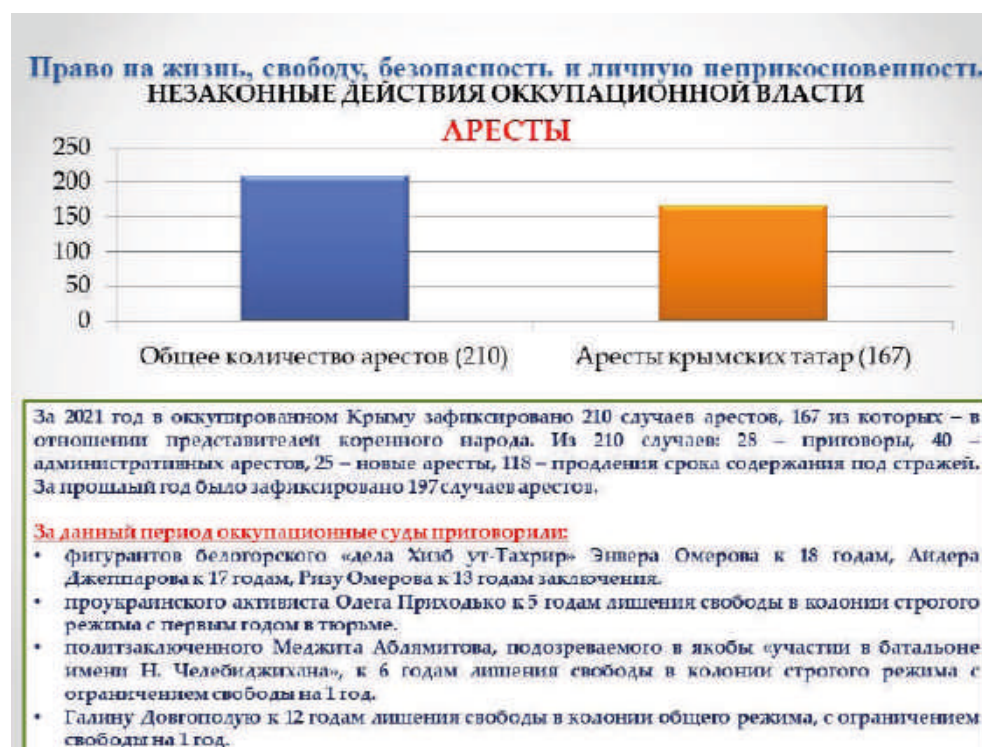 Право на жизнь, свободу, безопасность и личную неприкосновенность
НЕЗАКОННЫЕ ДЕЙСТВИЯ ОККУПАЦИОННОЙ ВЛАСТИ
АРЕСТЫ
250
200
150
100
50
0
Общее количество арестов (210)
Аресты крымских татар (167)
За 2021 год в оккупированном Крыму зафиксировано 210 случаев арестов, 167 из которых – в
отношении представителей коренного народа. Из 210 случаев: 28 – приговоры, 40 –
административных арестов, 25 – новые аресты, 118 – продления срока содержания под стражей.
За прошлый год было зафиксировано 197 случаев арестов.
За данный период оккупационные суды приговорили:
• фигурантов белогорского «дела Хизб ут-Тахрир» Энвера Омерова к 18 годам, Айдера
Джеппарова к 17 годам, Ризу Омерова к 13 годам заключения.
• проукраинского активиста Олега Приходько к 5 годам лишения свободы в колонии строгого
режима с первым годом в тюрьме.
• политзаключенного Меджита Аблямитова, подозреваемого в якобы «участии в батальоне
имени Н. Челебиджихана», к 6 годам лишения свободы в колонии строгого режима с
ограничением свободы на 1 год.
• Галину Довгополую к 12 годам лишения свободы в колонии общего режима, с ограничением
свободы на 1 год.